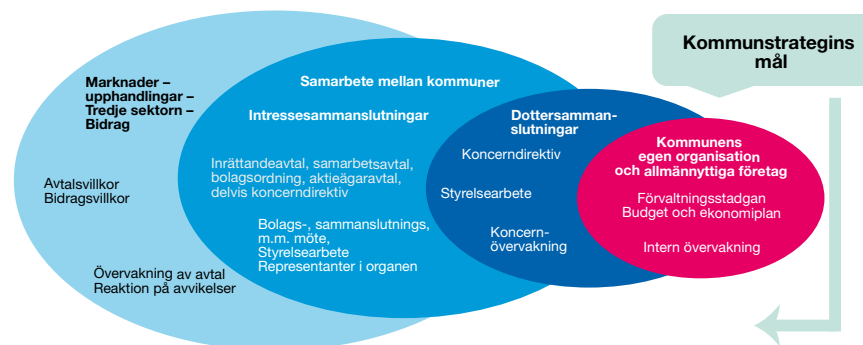 Kommunstrategins
mål
Marknader –
upphandlingar –
Tredje sektorn –
Bidrag
Avtalsvillkor
Bidragsvillkor
Övervakning av avtal
Reaktion på avvikelser
Samarbete mellan kommuner
Intressesammanslutningar
Inrättandeavtal, samarbetsavtal,
bolagsordning, aktieägaravtal,
delvis koncerndirektiv
Bolags-, sammanslutnings,
m.m. möte,
Styrelsearbete
Representanter i organen
Dottersamman-
slutningar
Koncerndirektiv
Styrelsearbete
Koncern-
övervakning
Kommunens
egen organisation
och allmännyttiga företag
Förvaltningsstadgan
Budget och ekonomiplan
Intern övervakning